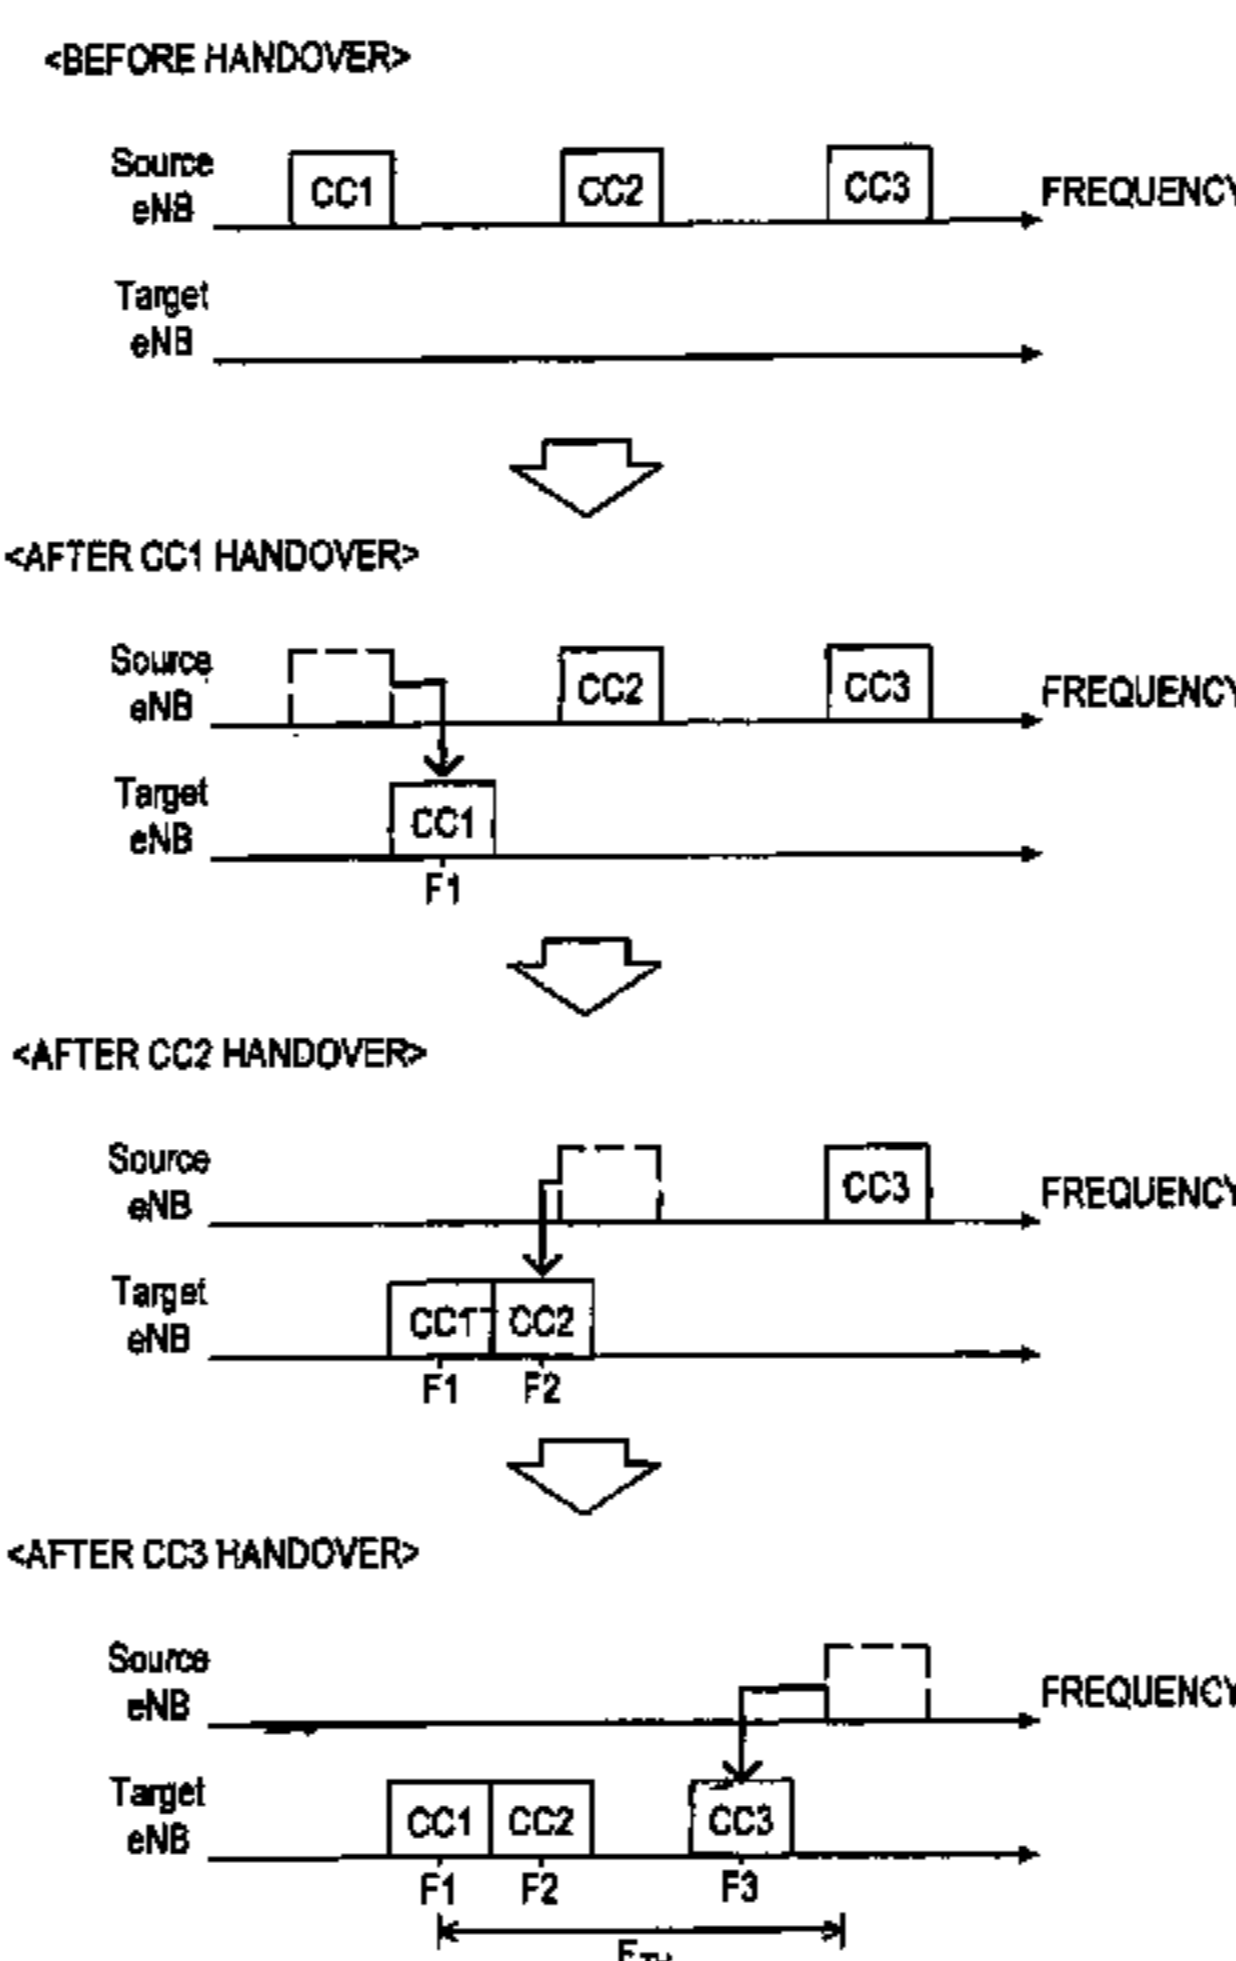 <BEFORE HANDOVER>
Source
eNB
CC1
CC2
CC3
FREQUENCY
Target
eNB
<AFTER CC1 HANDOVER>
Source
eNB
CC2
CC3
FREQUENCY
Target
eNB
CC1
F1
<AFTER CC2 HANDOVER>
Source
eNB
CC3
FREQUENCY
Target
eNB
CC1
CC2
F1
F2
<AFTER CC3 HANDOVER>
Source
eNB
FREQUENCY
Target
eNB
CC1
CC2
CC3
F1
F2
F3